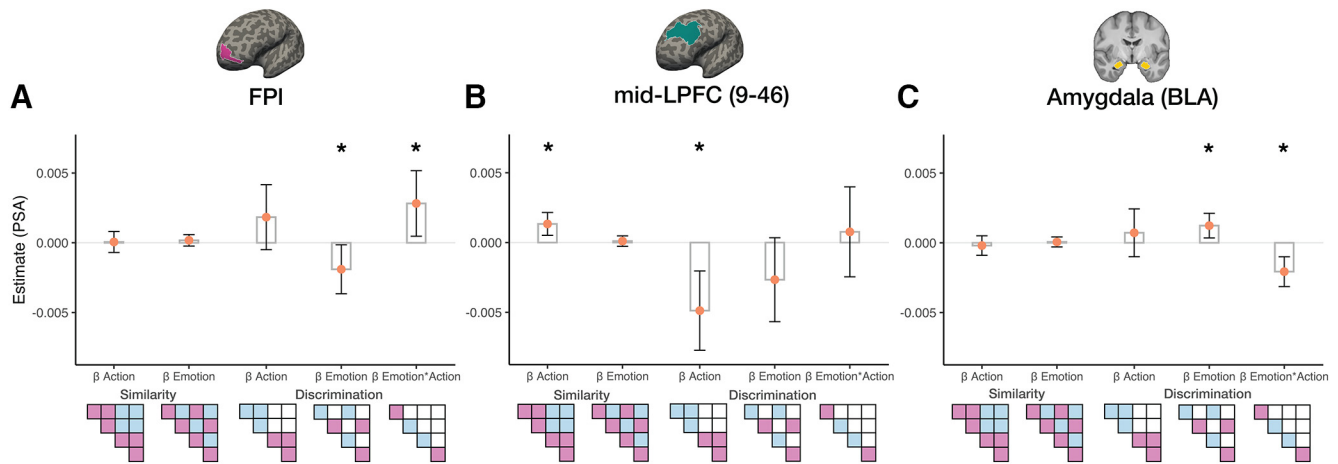 A
FPl
B
mid-LPFC (9-46)
C
Amygdala (BLA)
Estimate (PSA)
0.005
0.000
-0.005
* *
0.005
0.000
-0.005
* *
0.005
0.000
-0.005
* *
β Action β Emotion β Action β Emotion β Emotion*Action
Similarity Discrimination
β Action β Emotion β Action β Emotion β Emotion*Action
Similarity Discrimination
β Action β Emotion β Action β Emotion β Emotion*Action
Similarity Discrimination